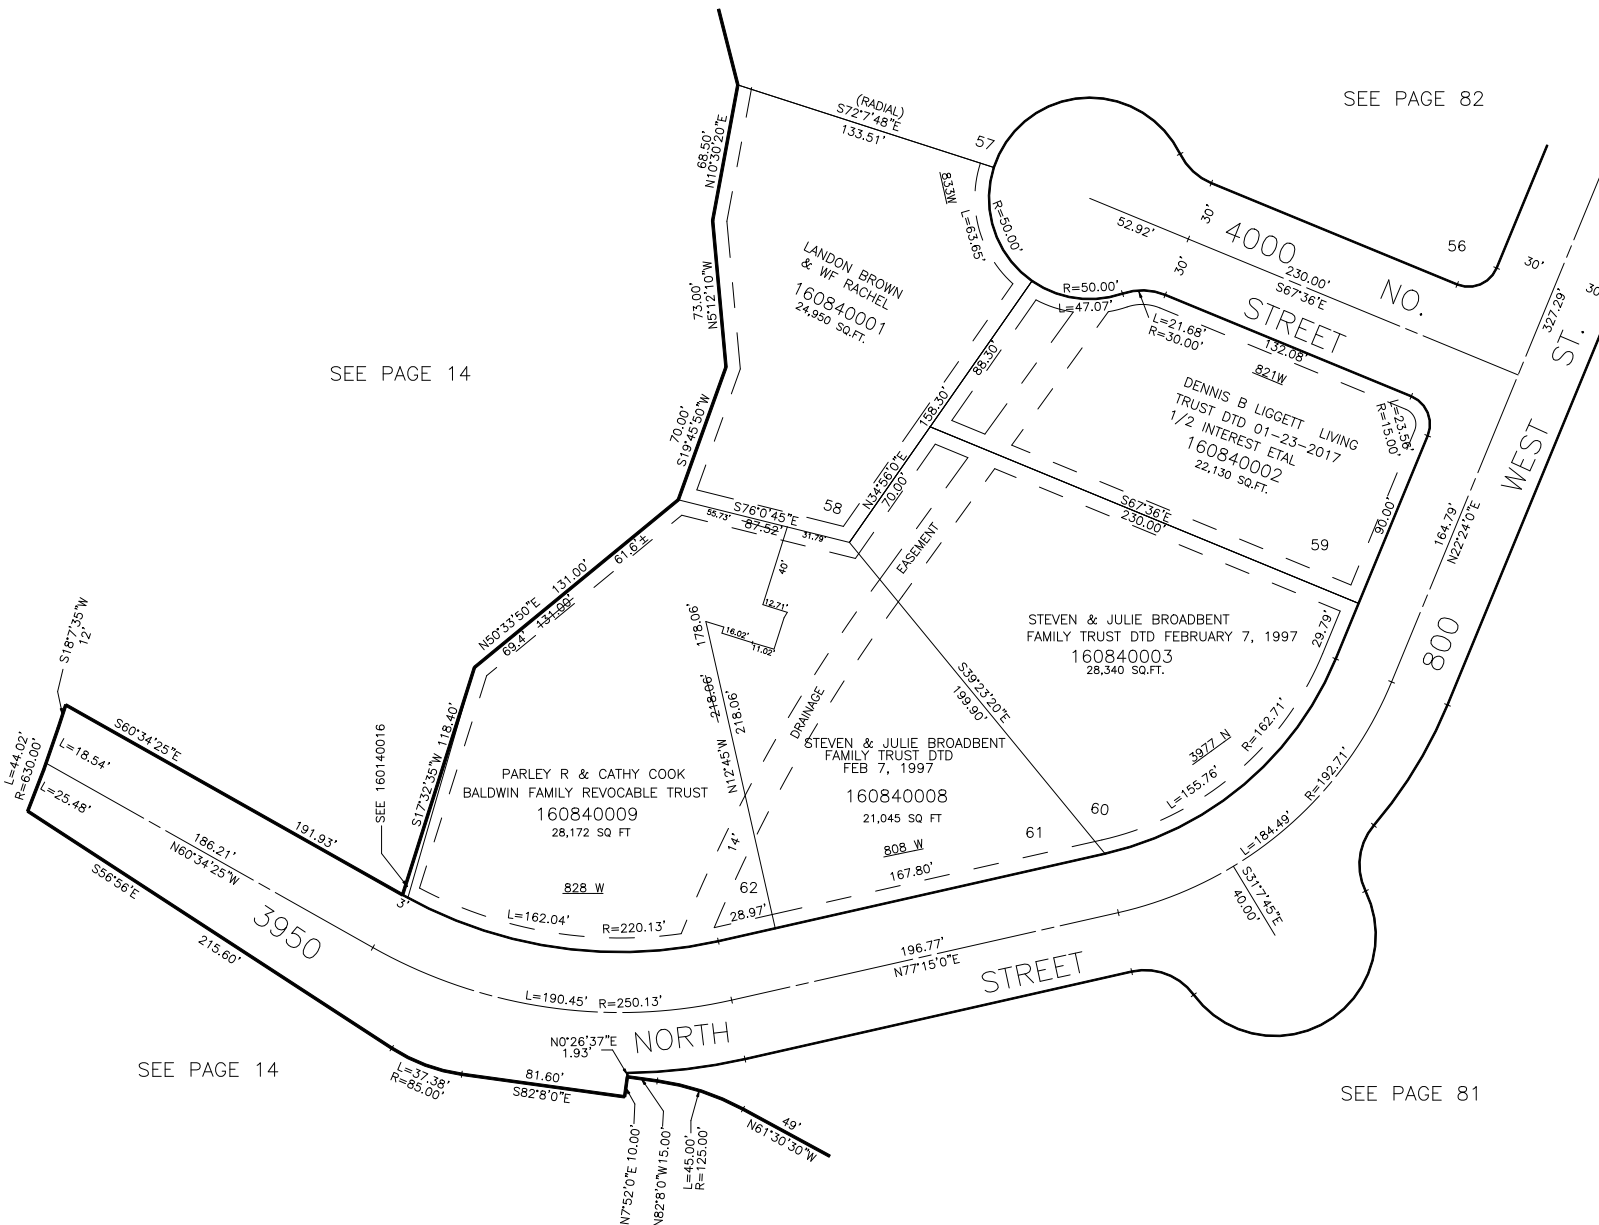 SEE PAGE 82
(RADIAL)
S72°7'48"E
133.51'
57
68.50'
N10°30'20"E
833W
L=63.65'
R=50.00'
52.92'
30'
30'
4000
NO.
STREET
230.00'
S67°36'E
56
30'
30
327.29'
ST.
LANDON BROWN
& WF RACHEL
160840001
24,950 SQ.FT.
73.00'
N5°12'10"W
R=50.00'
L=47.07'
L=21.68'
R=30.00'
132.08'
821W
L=23.56'
R=15.00'
88.30'
158.30'
SEE PAGE 14
DENNIS B LIGGETT LIVING
TRUST DTD 01-23-2017
1/2 INTEREST ETAL
160840002
22,130 SQ.FT.
70.00'
S19°45'50"W
WEST
N34°56'0"E
70.00'
58
S76°0'45"E
55.73'
87.52'
31.79'
S67°36'E
230.00'
90.00'
164.79'
N22°24'0"E
59
EASEMENT
61.6'±
40'
131.00'
N50°33'50"E
131.00'
69.4'
12.71'
16.02'
11.02'
178.06'
STEVEN & JULIE BROADBENT
FAMILY TRUST DTD FEBRUARY 7, 1997
160840003
28,340 SQ.FT.
29.79'
800
S18°7'35"W
12'
S39°23'20"E
199.90'
218.06'
218.06'
N12°45'W
DRAINAGE
R=162.71'
3977 N
L=155.76'
R=192.71'
L=184.49'
L=44.02'
R=630.00'
S60°34'25"E
L=18.54'
L=25.48'
SEE 160140016
S17°32'35"W 118.40'
STEVEN & JULIE BROADBENT
FAMILY TRUST DTD
FEB 7, 1997
160840008
21,045 SQ FT
PARLEY R & CATHY COOK
BALDWIN FAMILY REVOCABLE TRUST
160840009
28,172 SQ FT
60
61
808 W
167.80'
14'
191.93'
186.21'
N60°34'25"W
S56°56'E
828 W
62
28.97'
3'
L=162.04'
R=220.13'
S31°7'45"E
40.00'
3950
215.60'
196.77'
N77°15'0"E
STREET
L=190.45' R=250.13'
NORTH
N0°26'37"E
1.93'
SEE PAGE 14
L=37.38'
R=85.00'
81.60'
S82°8'0"E
SEE PAGE 81
49'
N61°30'30"W
N7°52'0"E 10.00'
N82°8'0"W 15.00'
L=45.00'
R=125.00'